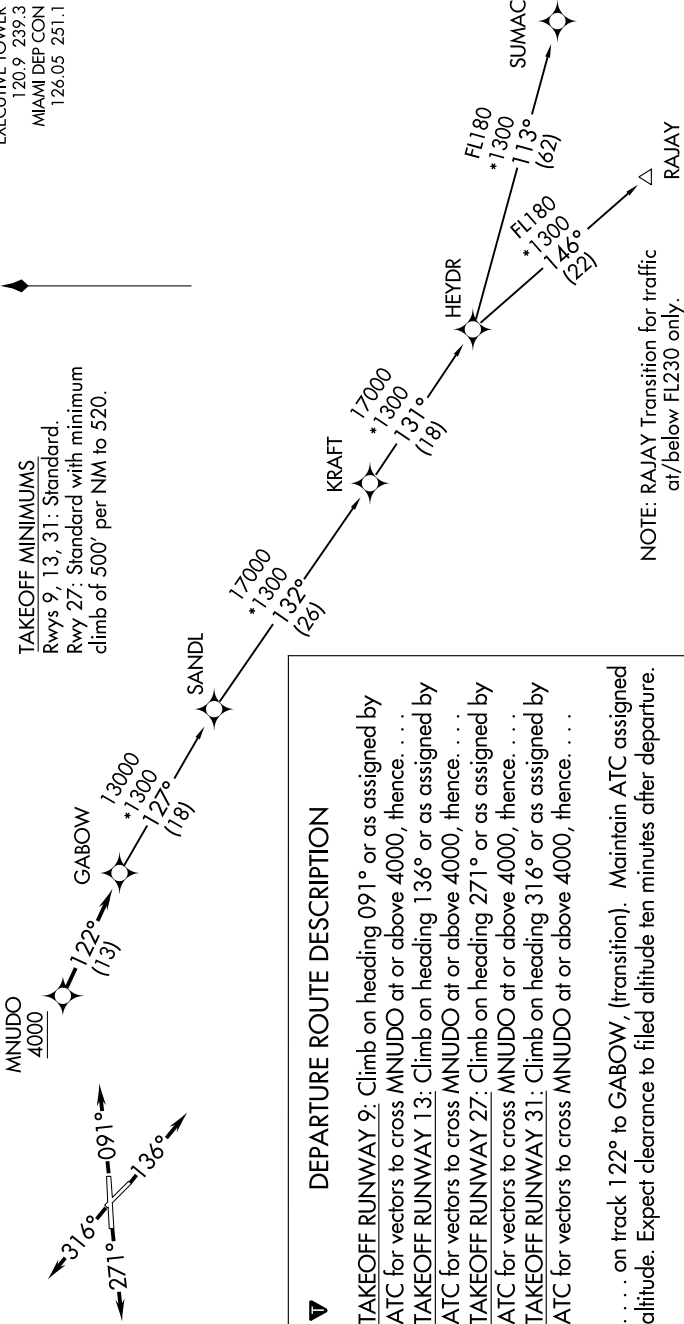 EXECUTIVE TOWER
120.9 239.3
MIAMI DEP CON
126.05 251.1
TAKEOFF MINIMUMS
Rwys 9, 13, 31: Standard.
Rwy 27: Standard with minimum
climb of 500' per NM to 520.
MNUDO
4000
122°
(13)
GABOW
13000
*1300
127°
(18)
SANDL
17000
*1300
132°
(26)
KRAFT
17000
*1300
131°
(18)
HEYDR
FL180
*1300
113°
(62)
SUMAC
FL180
*1300
146°
(22)
RAJAY
316°
091°
271°
136°
NOTE: RAJAY Transition for traffic
at/below FL230 only.
T
DEPARTURE ROUTE DESCRIPTION
TAKEOFF RUNWAY 9: Climb on heading 091° or as assigned by
ATC for vectors to cross MNUDO at or above 4000, thence. . . .
TAKEOFF RUNWAY 13: Climb on heading 136° or as assigned by
ATC for vectors to cross MNUDO at or above 4000, thence. . . .
TAKEOFF RUNWAY 27: Climb on heading 271° or as assigned by
ATC for vectors to cross MNUDO at or above 4000, thence. . . .
TAKEOFF RUNWAY 31: Climb on heading 316° or as assigned by
ATC for vectors to cross MNUDO at or above 4000, thence. . . .
. . . . on track 122° to GABOW, (transition). Maintain ATC assigned
altitude. Expect clearance to filed altitude ten minutes after departure.